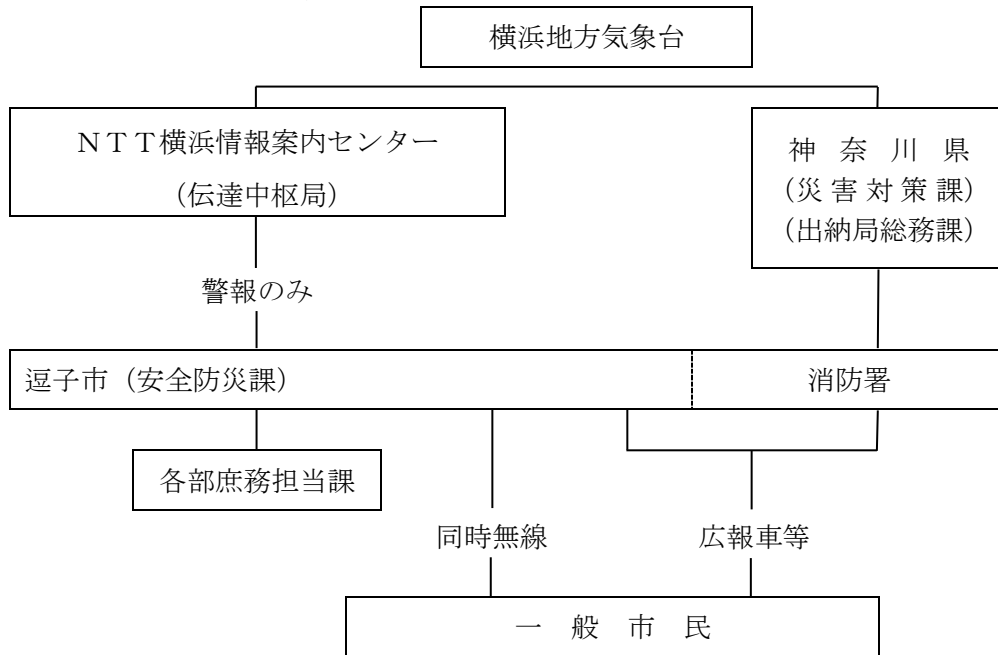 横浜地方気象台
ＮＴＴ横浜情報案内センター
（伝達中枢局）
神　奈　川　県
（災 害 対 策 課）
（出納局総務課）
警報のみ
逗子市（安全防災課）
消防署
各部庶務担当課
同時無線
広報車等
一　般　市　民